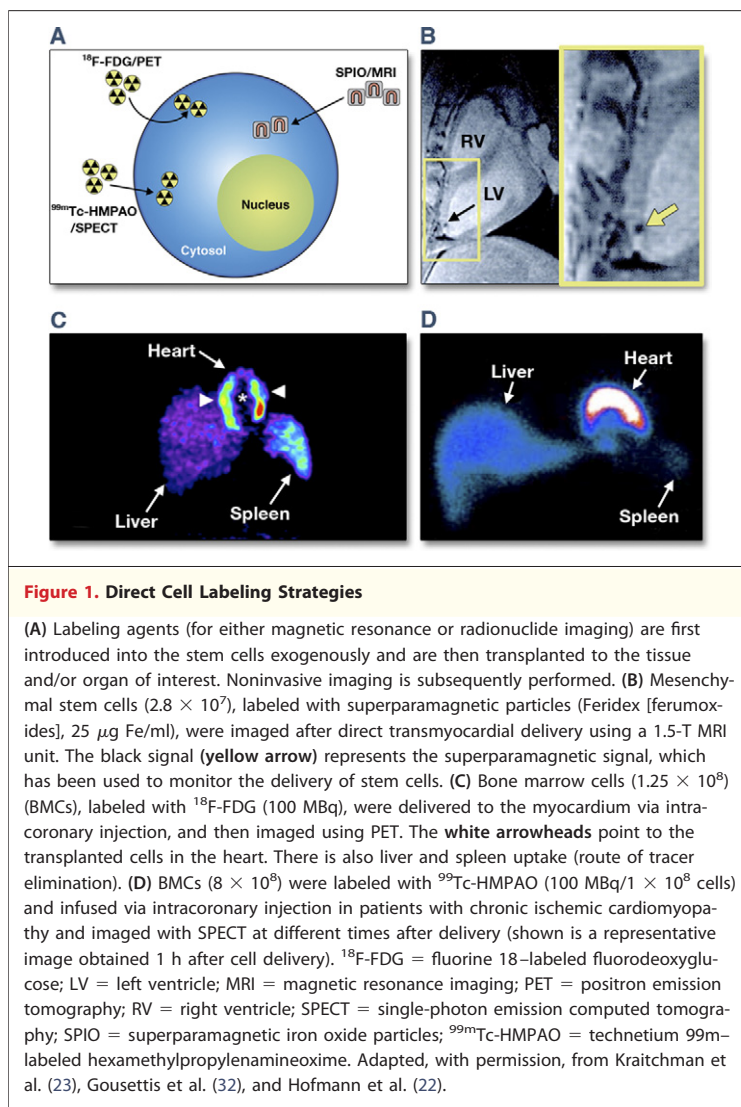 A
B
¹⁸F-FDG/PET
SPIO/MRI
⁹⁹ᵐTc-HMPAO
/SPECT
Nucleus
Cytosol
RV
LV
C
D
Heart
*
Liver
Spleen
Liver
Heart
Spleen
Figure 1. Direct Cell Labeling Strategies
(A) Labeling agents (for either magnetic resonance or radionuclide imaging) are first
introduced into the stem cells exogenously and are then transplanted to the tissue
and/or organ of interest. Noninvasive imaging is subsequently performed. (B) Mesenchy-
mal stem cells (2.8 × 10⁷), labeled with superparamagnetic particles (Feridex [ferumox-
ides], 25 μg Fe/ml), were imaged after direct transmyocardial delivery using a 1.5-T MRI
unit. The black signal (yellow arrow) represents the superparamagnetic signal, which
has been used to monitor the delivery of stem cells. (C) Bone marrow cells (1.25 × 10⁸)
(BMCs), labeled with ¹⁸F-FDG (100 MBq), were delivered to the myocardium via intra-
coronary injection, and then imaged using PET. The white arrowheads point to the
transplanted cells in the heart. There is also liver and spleen uptake (route of tracer
elimination). (D) BMCs (8 × 10⁸) were labeled with ⁹⁹Tc-HMPAO (100 MBq/1 × 10⁸ cells)
and infused via intracoronary injection in patients with chronic ischemic cardiomyopa-
thy and imaged with SPECT at different times after delivery (shown is a representative
image obtained 1 h after cell delivery). ¹⁸F-FDG = fluorine 18–labeled fluorodeoxyglu-
cose; LV = left ventricle; MRI = magnetic resonance imaging; PET = positron emission
tomography; RV = right ventricle; SPECT = single-photon emission computed tomogra-
phy; SPIO = superparamagnetic iron oxide particles; ⁹⁹ᵐTc-HMPAO = technetium 99m–
labeled hexamethylpropylenamineoxime. Adapted, with permission, from Kraitchman et
al. (23), Gousettis et al. (32), and Hofmann et al. (22).